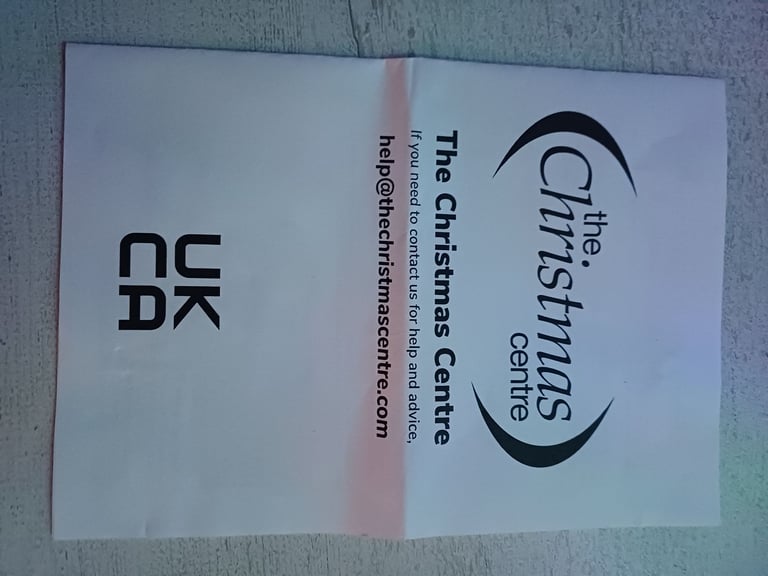 the
Christmas
centre
The Christmas Centre
If you need to contact us for help and advice,
help@thechristmascentre.com
UK
CA